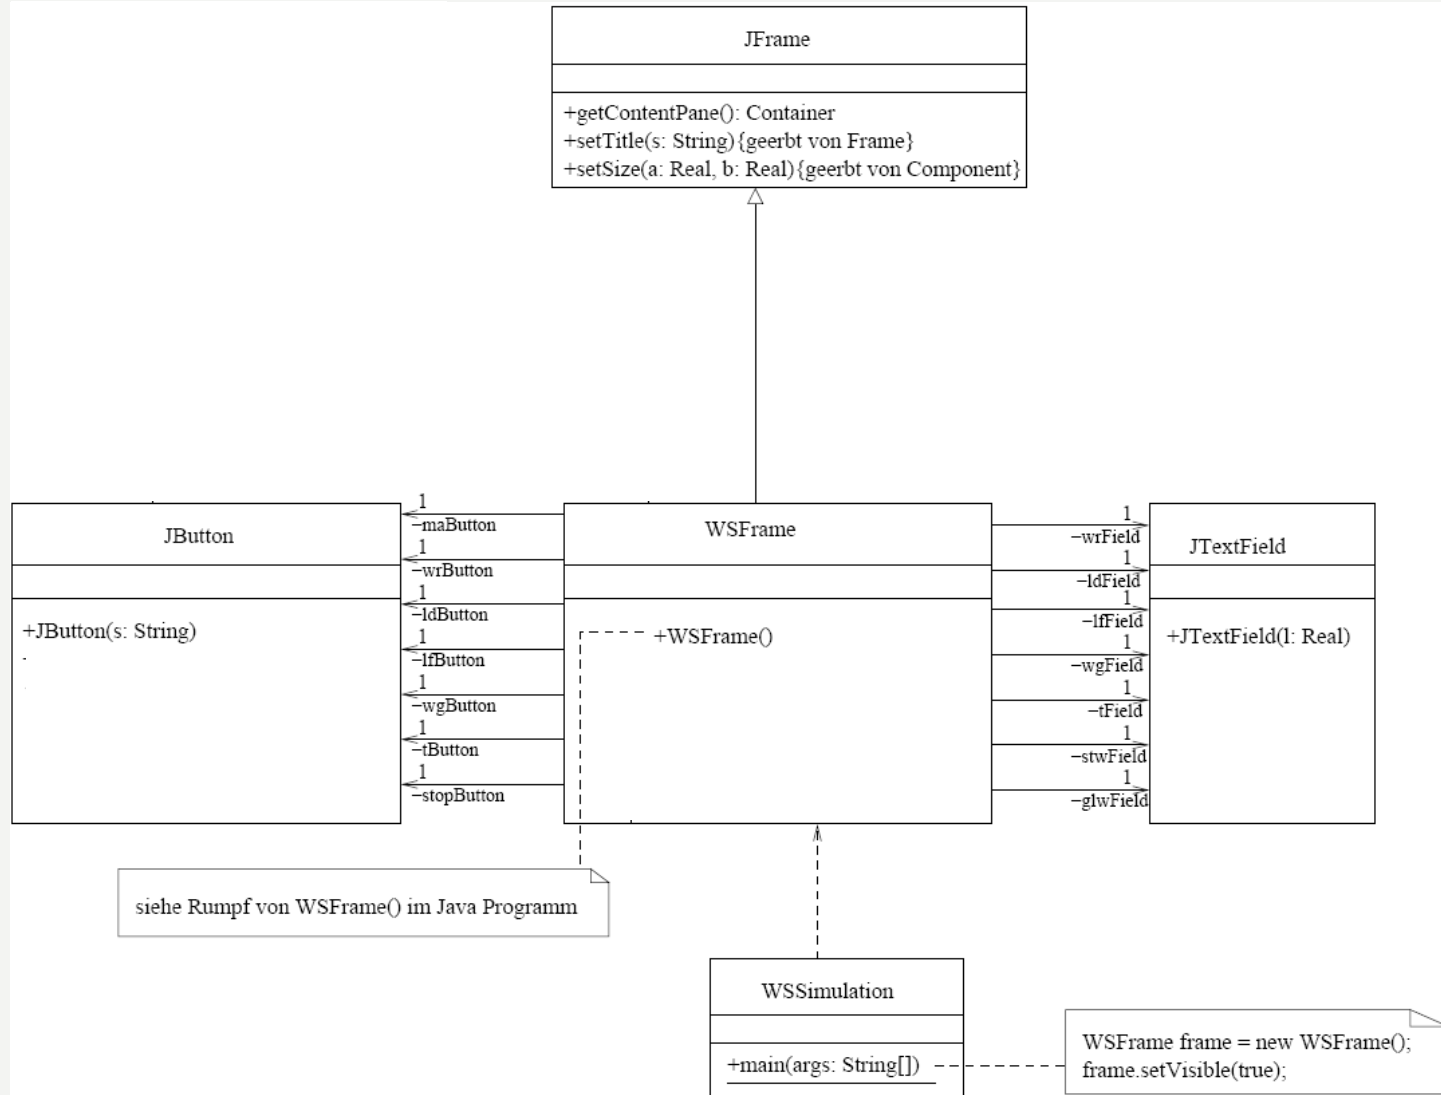 JFrame
+getContentPane(): Container
+setTitle(s: String){geerbt von Frame}
+setSize(a: Real, b: Real){geerbt von Component}
JButton
+JButton(s: String)
1
−maButton
1
−wrButton
1
−ldButton
1
−lfButton
1
−wgButton
1
−tButton
1
−stopButton
WSFrame
+WSFrame()
1
−wrField
1
−ldField
1
−lfField
1
−wgField
1
−tField
1
−stwField
1
−glwField
JTextField
+JTextField(l: Real)
siehe Rumpf von WSFrame() im Java Programm
WSSimulation
+main(args: String[])
WSFrame frame = new WSFrame();
frame.setVisible(true);